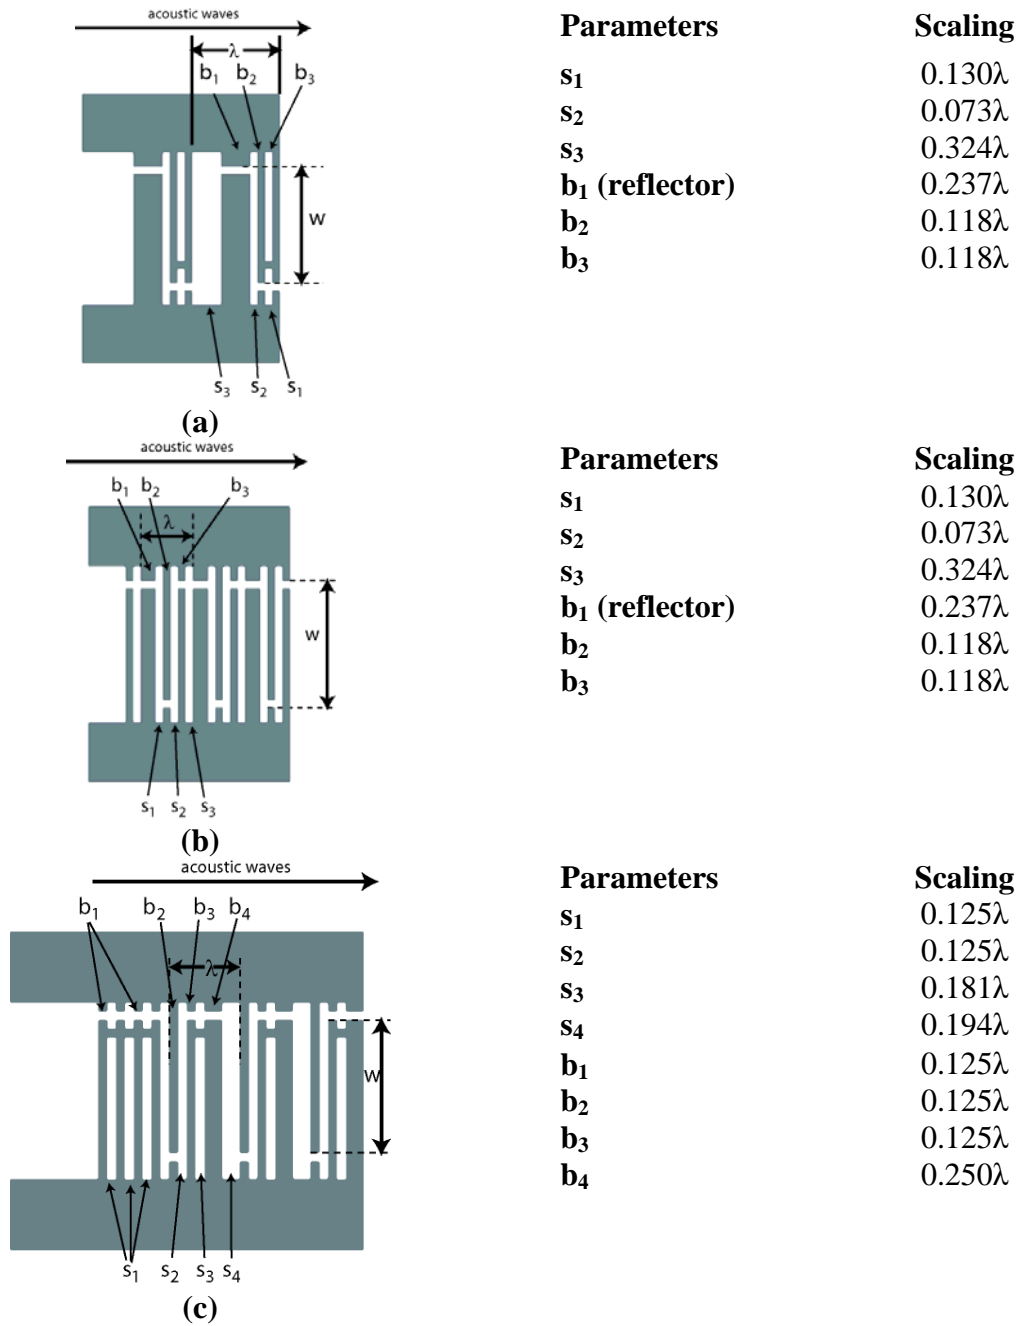 acoustic waves
λ
b₁ b₂ b₃
w
s₃ s₂ s₁
(a)
Parameters Scaling
s₁ 0.130λ
s₂ 0.073λ
s₃ 0.324λ
b₁ (reflector) 0.237λ
b₂ 0.118λ
b₃ 0.118λ
acoustic waves
b₁ b₂ b₃
λ
w
s₁ s₂ s₃
(b)
Parameters Scaling
s₁ 0.130λ
s₂ 0.073λ
s₃ 0.324λ
b₁ (reflector) 0.237λ
b₂ 0.118λ
b₃ 0.118λ
acoustic waves
b₁ b₂ b₃ b₄
λ
w
s₁ s₂ s₃ s₄
(c)
Parameters Scaling
s₁ 0.125λ
s₂ 0.125λ
s₃ 0.181λ
s₄ 0.194λ
b₁ 0.125λ
b₂ 0.125λ
b₃ 0.125λ
b₄ 0.250λ